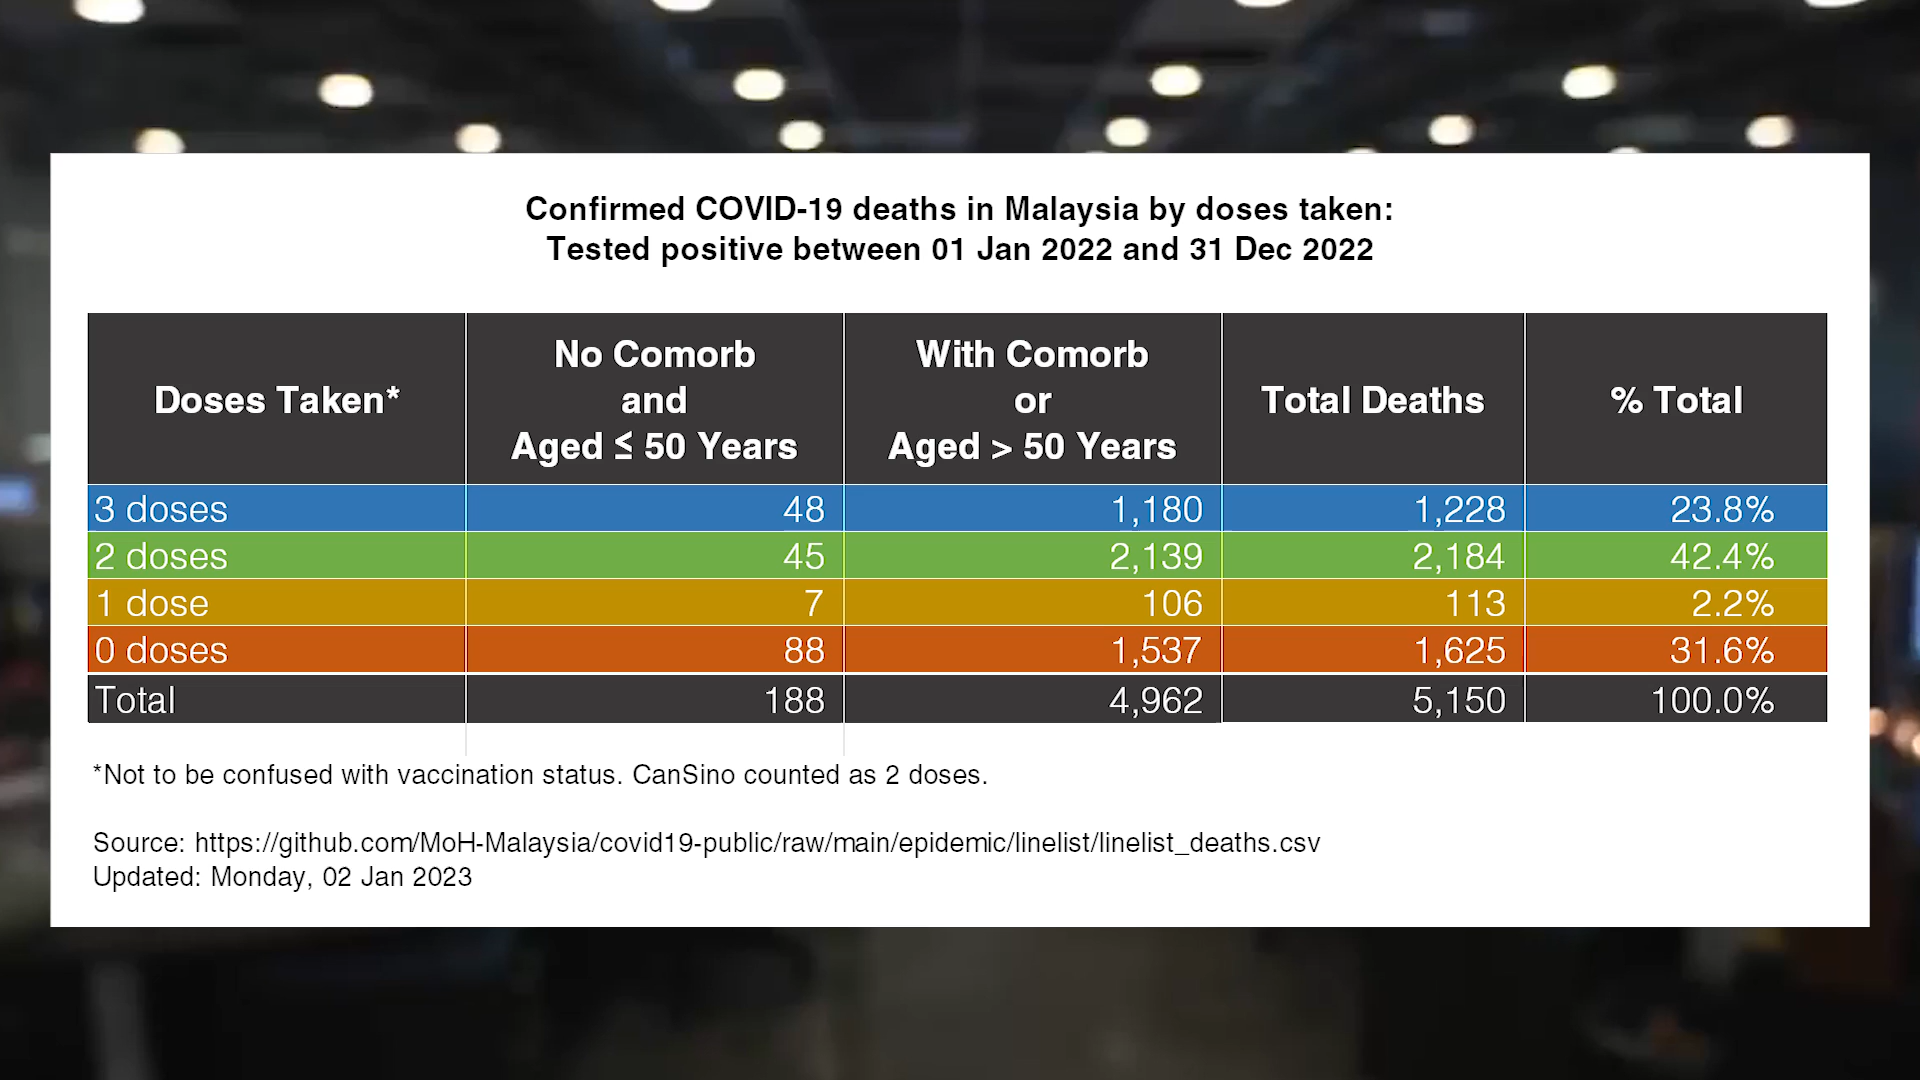 Confirmed COVID-19 deaths in Malaysia by doses taken:
Tested positive between 01 Jan 2022 and 31 Dec 2022
Doses Taken*
No Comorb
and
Aged ≤ 50 Years
With Comorb
or
Aged > 50 Years
Total Deaths
% Total
3 doses 48 1,180 1,228 23.8%
2 doses 45 2,139 2,184 42.4%
1 dose 7 106 113 2.2%
0 doses 88 1,537 1,625 31.6%
Total 188 4,962 5,150 100.0%
*Not to be confused with vaccination status. CanSino counted as 2 doses.
Source: https://github.com/MoH-Malaysia/covid19-public/raw/main/epidemic/linelist/linelist_deaths.csv
Updated: Monday, 02 Jan 2023